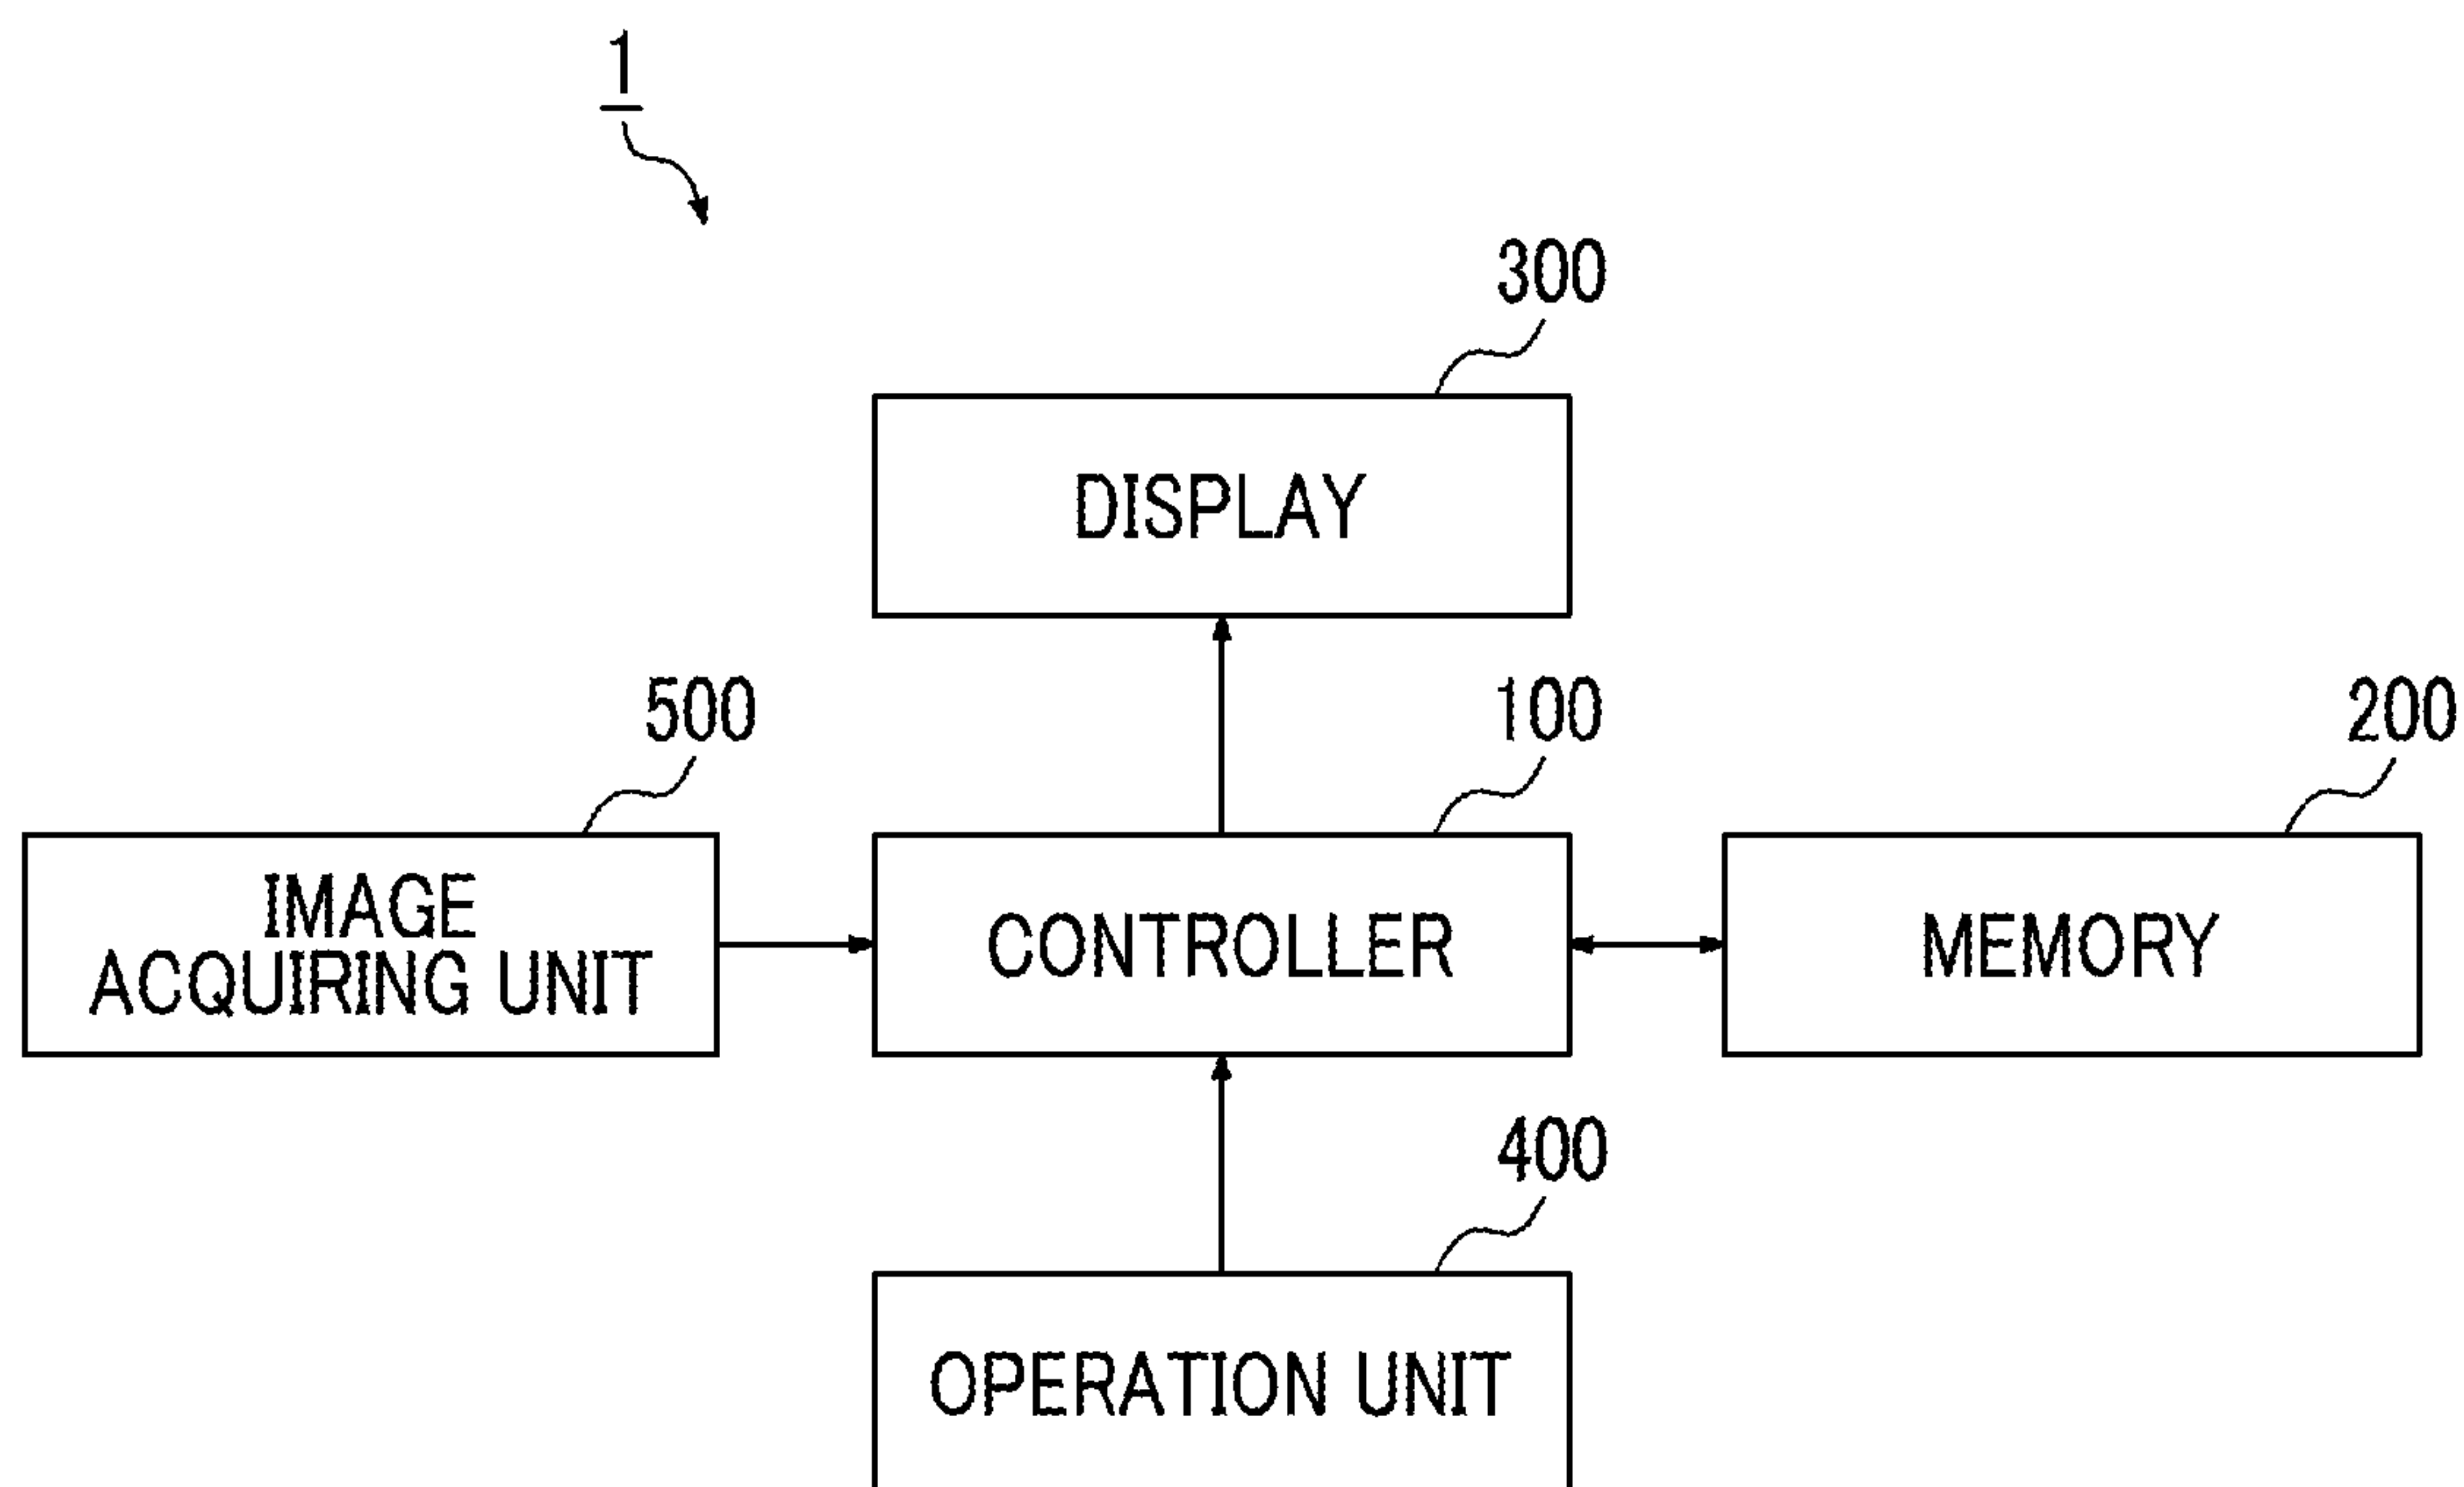 1
300
DISPLAY
500
100
200
IMAGE
ACQUIRING UNIT
CONTROLLER
MEMORY
400
OPERATION UNIT